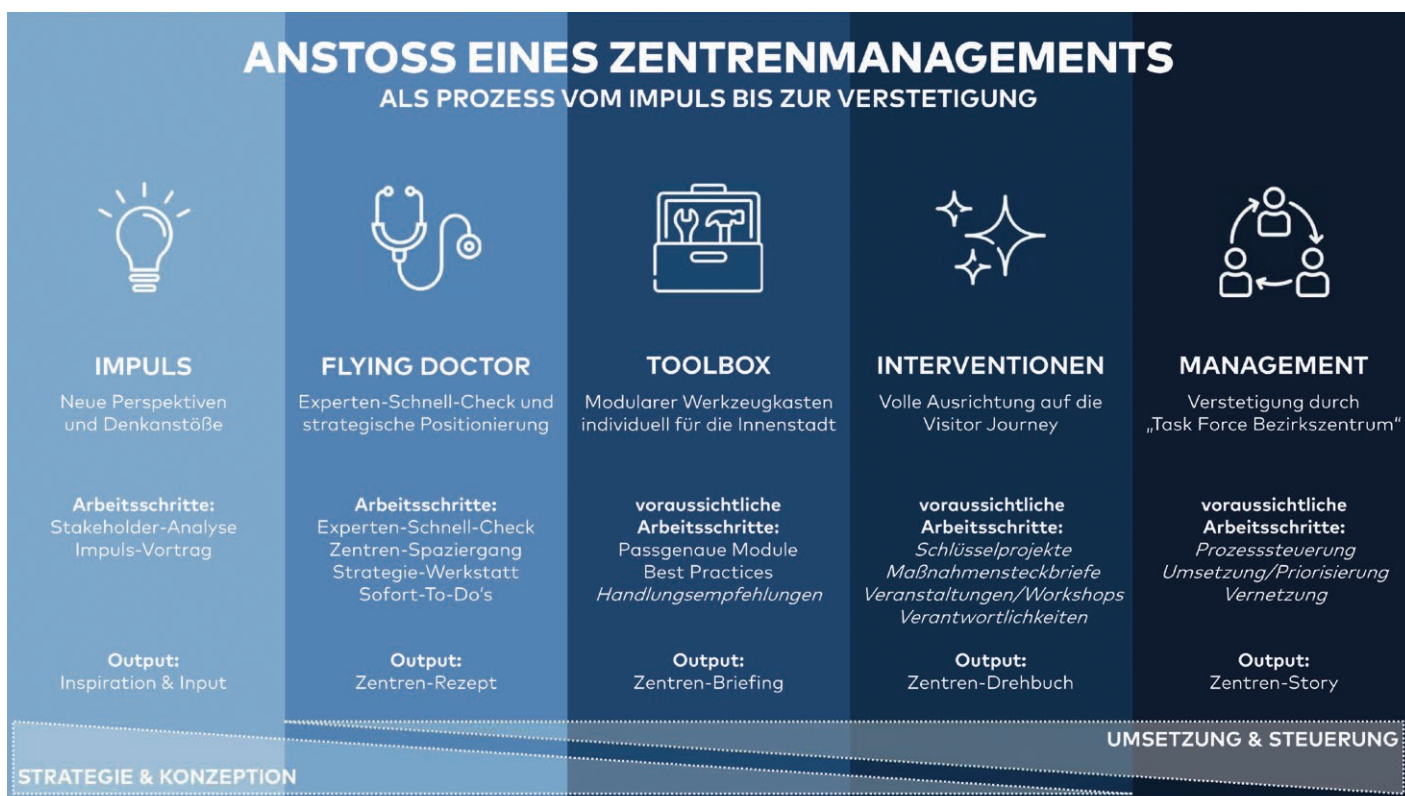 ANSTOSS EINES ZENTRENMANAGEMENTS
ALS PROZESS VOM IMPULS BIS ZUR VERSTETIGUNG
IMPULS
Neue Perspektiven
und Denkanstöße
Arbeitsschritte:
Stakeholder-Analyse
Impuls-Vortrag
Output:
Inspiration & Input
FLYING DOCTOR
Experten-Schnell-Check und
strategische Positionierung
Arbeitsschritte:
Experten-Schnell-Check
Zentren-Spaziergang
Strategie-Werkstatt
Sofort-To-Do's
Output:
Zentren-Rezept
TOOLBOX
Modularer Werkzeugkasten
individuell für die Innenstadt
voraussichtliche
Arbeitsschritte:
Passgenaue Module
Best Practices
Handlungsempfehlungen
Output:
Zentren-Briefing
INTERVENTIONEN
Volle Ausrichtung auf die
Visitor Journey
voraussichtliche
Arbeitsschritte:
Schlüsselprojekte
Maßnahmensteckbriefe
Veranstaltungen/Workshops
Verantwortlichkeiten
Output:
Zentren-Drehbuch
MANAGEMENT
Verstetigung durch
„Task Force Bezirkszentrum“
voraussichtliche
Arbeitsschritte:
Prozesssteuerung
Umsetzung/Priorisierung
Vernetzung
Output:
Zentren-Story
UMSETZUNG & STEUERUNG
STRATEGIE & KONZEPTION